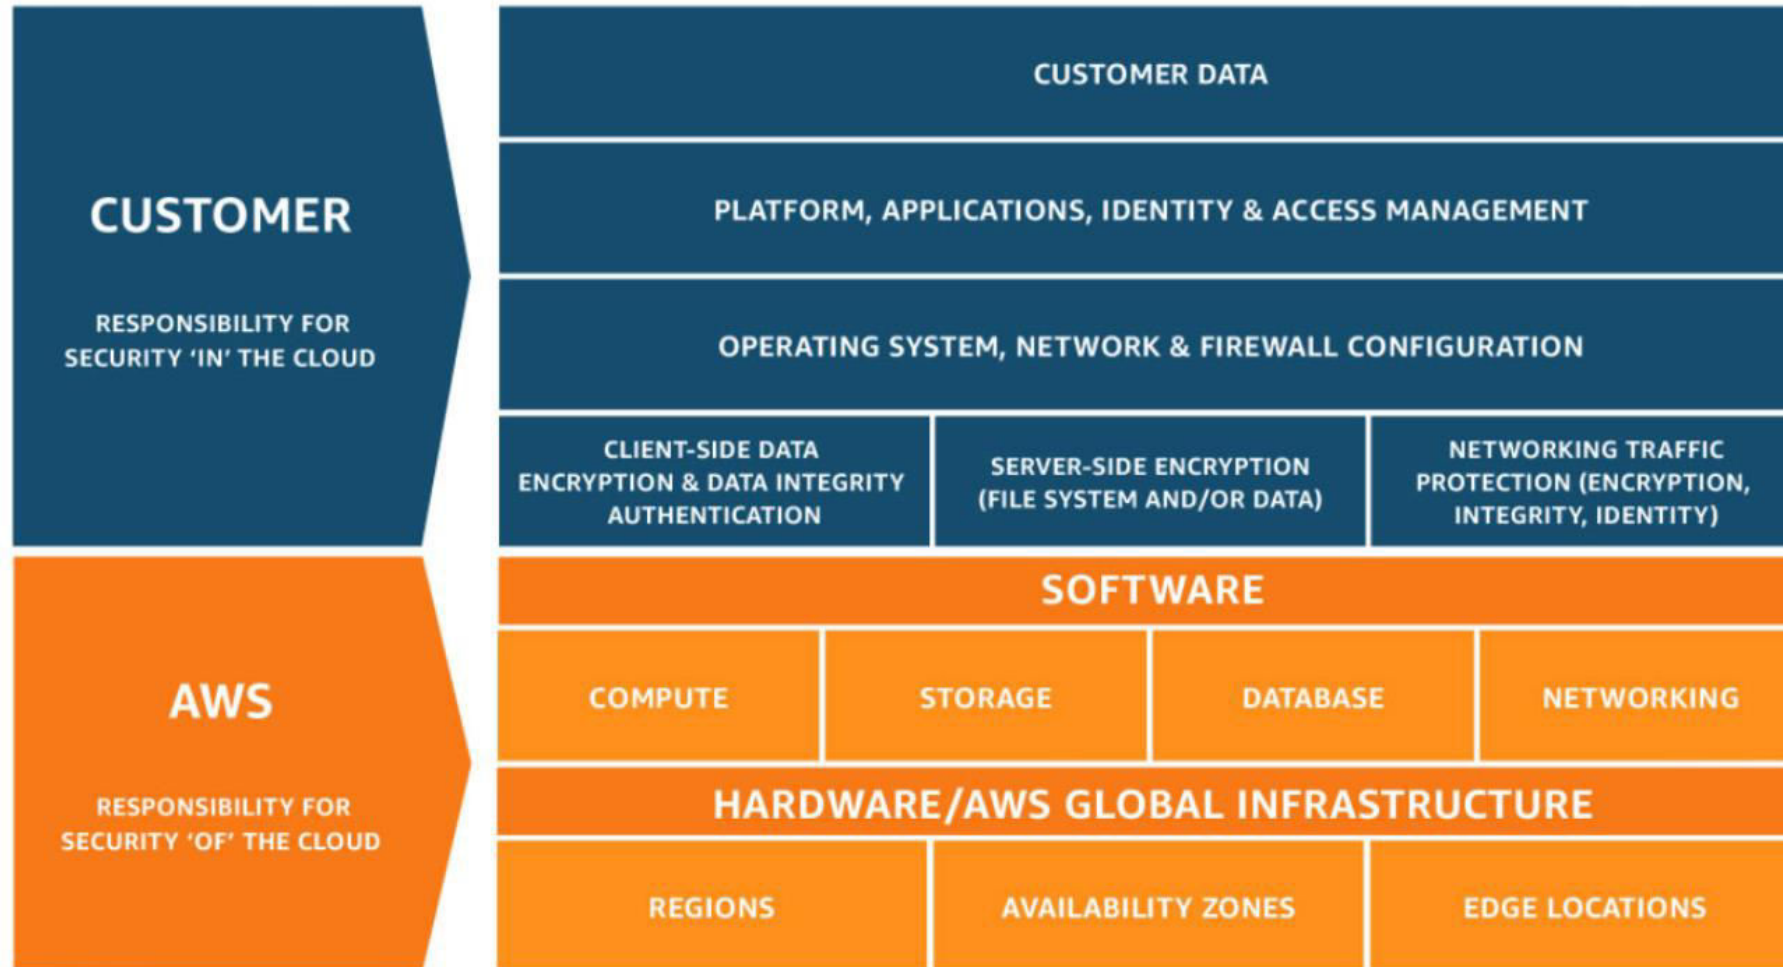 CUSTOMER
RESPONSIBILITY FOR
SECURITY ‘IN’ THE CLOUD
CUSTOMER DATA
PLATFORM, APPLICATIONS, IDENTITY & ACCESS MANAGEMENT
OPERATING SYSTEM, NETWORK & FIREWALL CONFIGURATION
CLIENT-SIDE DATA
ENCRYPTION & DATA INTEGRITY
AUTHENTICATION
SERVER-SIDE ENCRYPTION
(FILE SYSTEM AND/OR DATA)
NETWORKING TRAFFIC
PROTECTION (ENCRYPTION,
INTEGRITY, IDENTITY)
AWS
RESPONSIBILITY FOR
SECURITY ‘OF’ THE CLOUD
SOFTWARE
COMPUTE
STORAGE
DATABASE
NETWORKING
HARDWARE/AWS GLOBAL INFRASTRUCTURE
REGIONS
AVAILABILITY ZONES
EDGE LOCATIONS